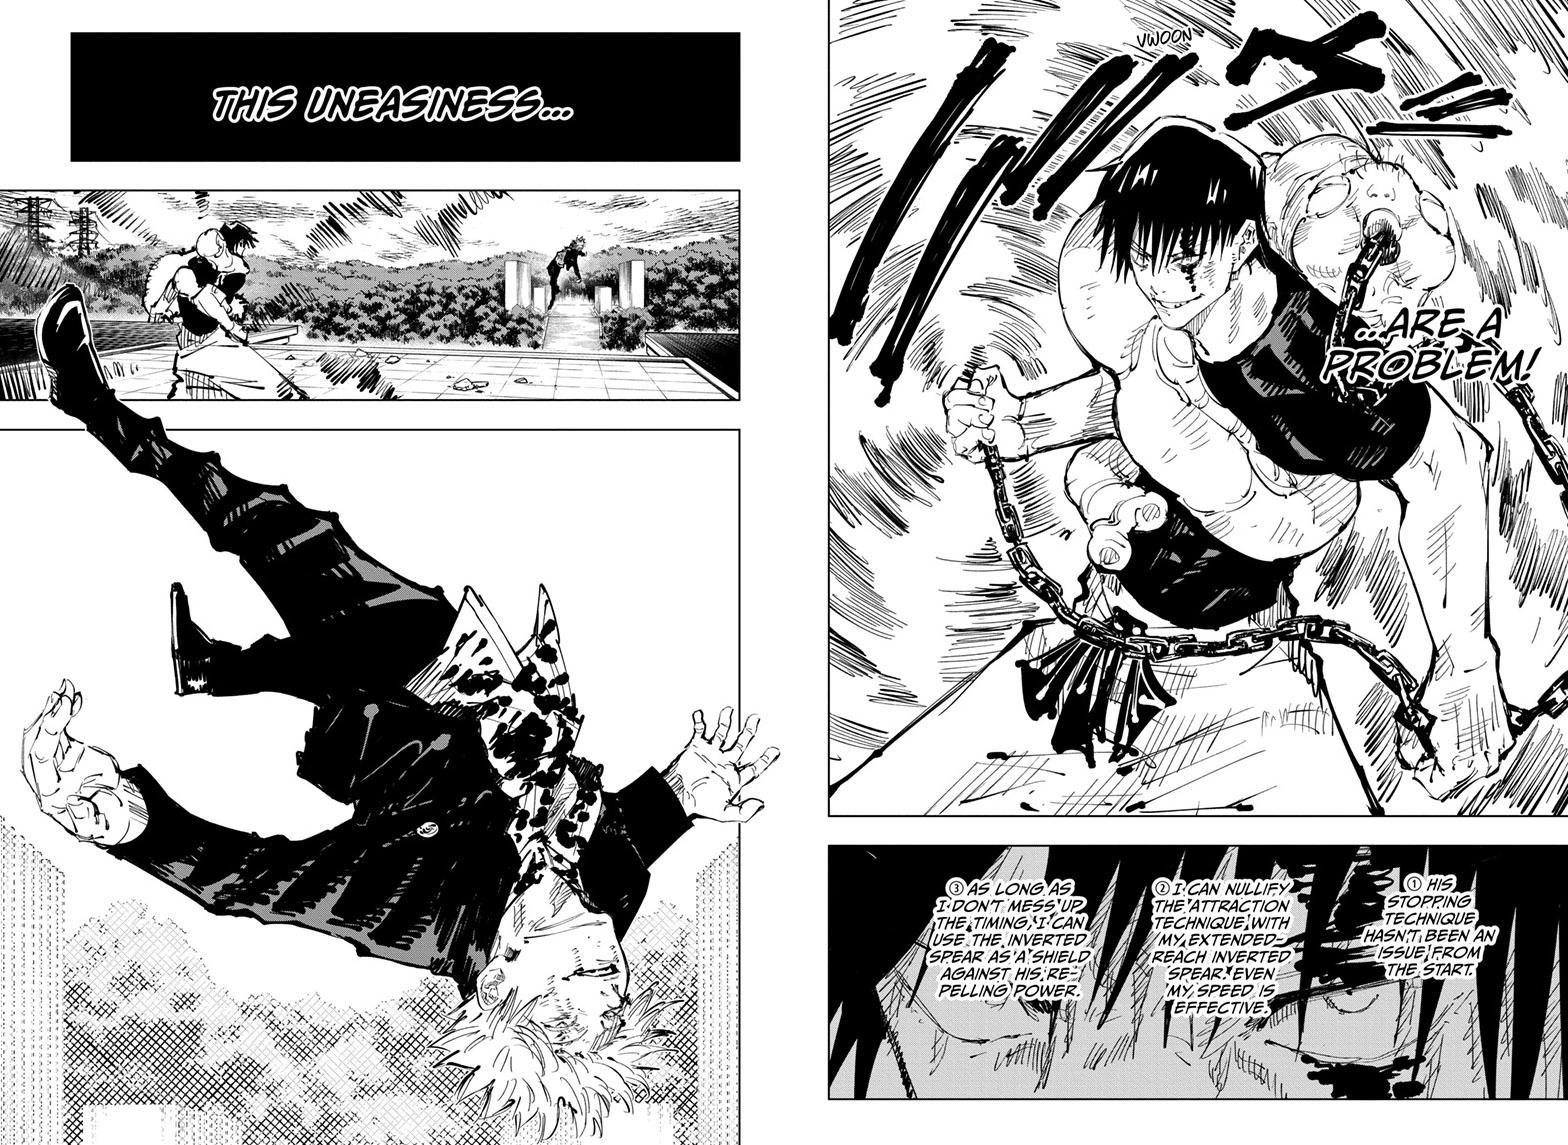 VWOON
ヴァ
...ARE A
PROBLEM!
① HIS
STOPPING
TECHNIQUE
HASN'T BEEN AN
ISSUE FROM
THE START.
② I CAN NULLIFY
THE ATTRACTION
TECHNIQUE WITH
MY EXTENDED-
REACH INVERTED
SPEAR. EVEN
MY SPEED IS
EFFECTIVE.
③ AS LONG AS
I DON'T MESS UP
THE TIMING, I CAN
USE THE INVERTED
SPEAR AS A SHIELD
AGAINST HIS RE-
PELLING POWER.
THIS UNEASINESS...